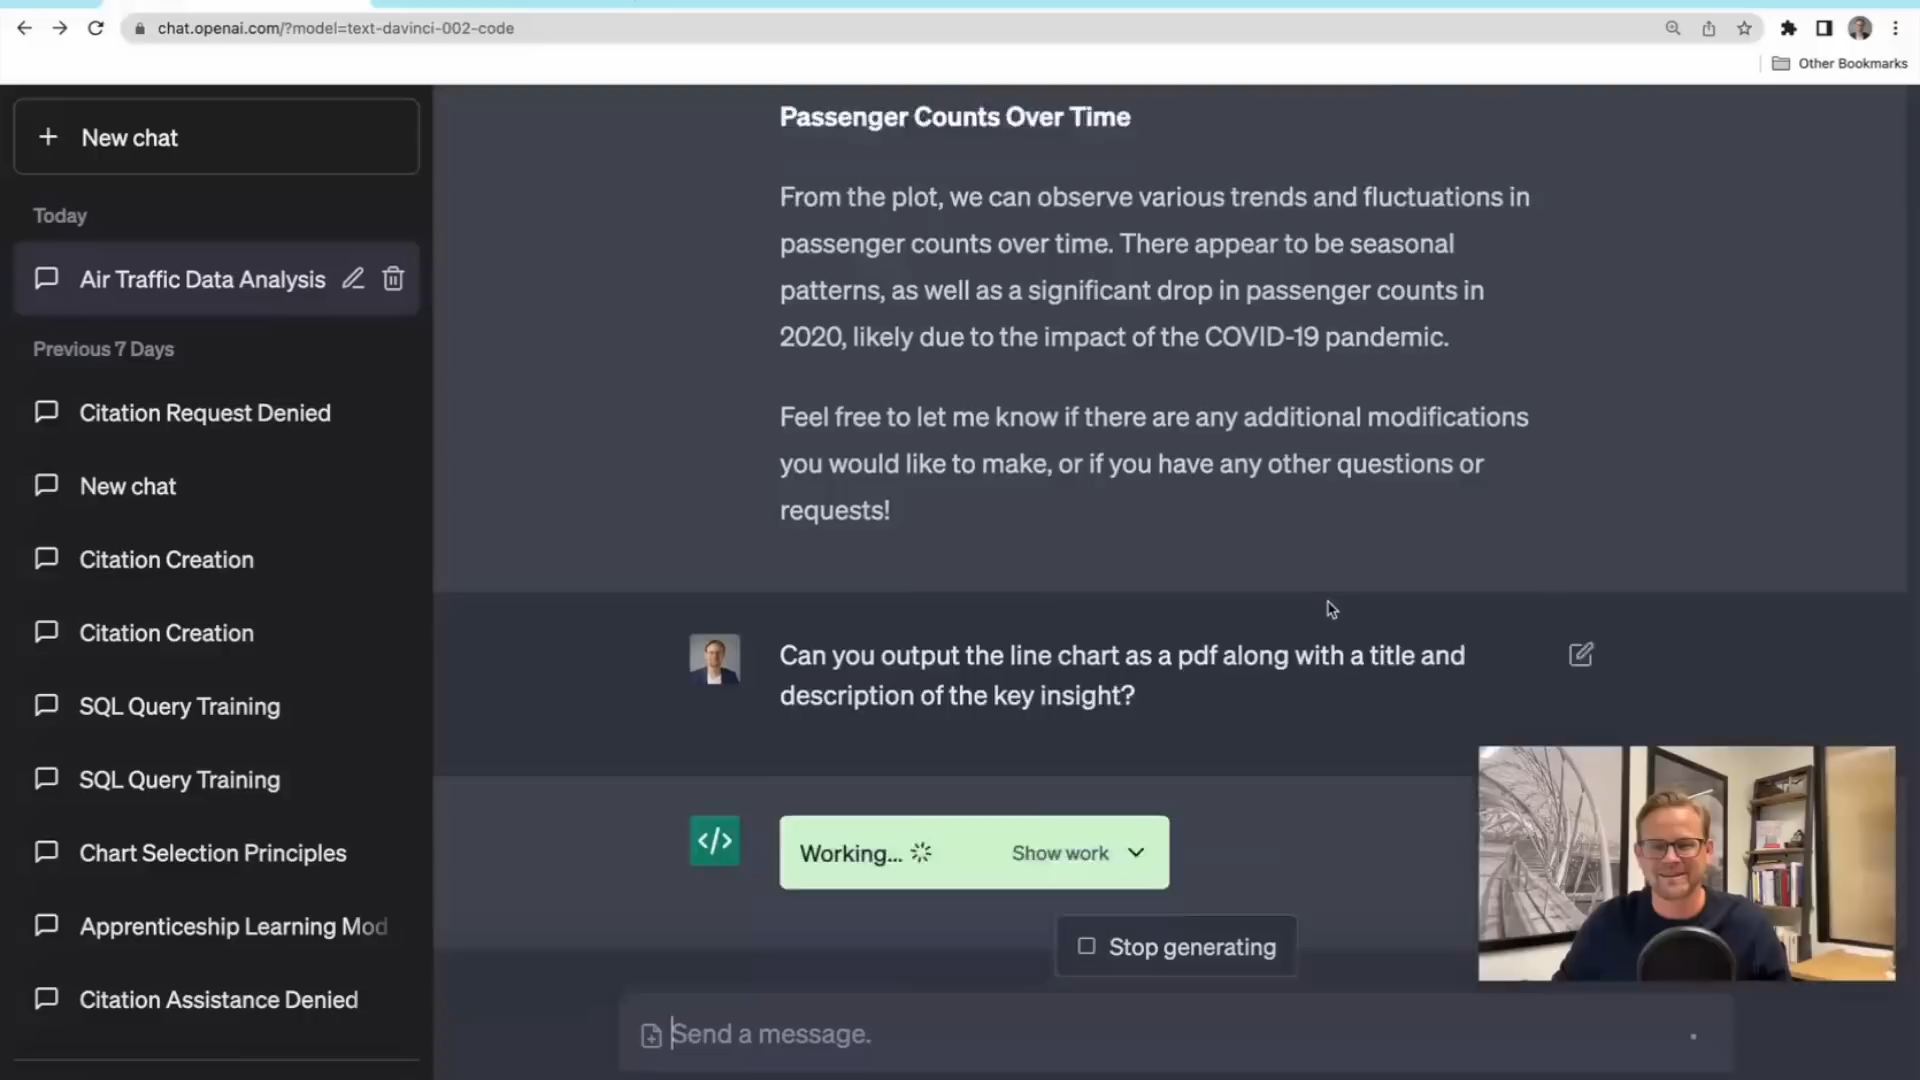 chat.openai.com/?model=text-davinci-002-code
Other Bookmarks
New chat
Today
Air Traffic Data Analysis
Previous 7 Days
Citation Request Denied
New chat
Citation Creation
Citation Creation
SQL Query Training
SQL Query Training
Chart Selection Principles
Apprenticeship Learning Mod
Citation Assistance Denied
Passenger Counts Over Time
From the plot, we can observe various trends and fluctuations in
passenger counts over time. There appear to be seasonal
patterns, as well as a significant drop in passenger counts in
2020, likely due to the impact of the COVID-19 pandemic.
Feel free to let me know if there are any additional modifications
you would like to make, or if you have any other questions or
requests!
Can you output the line chart as a pdf along with a title and
description of the key insight?
</>
Working... Show work
Stop generating
Send a message.